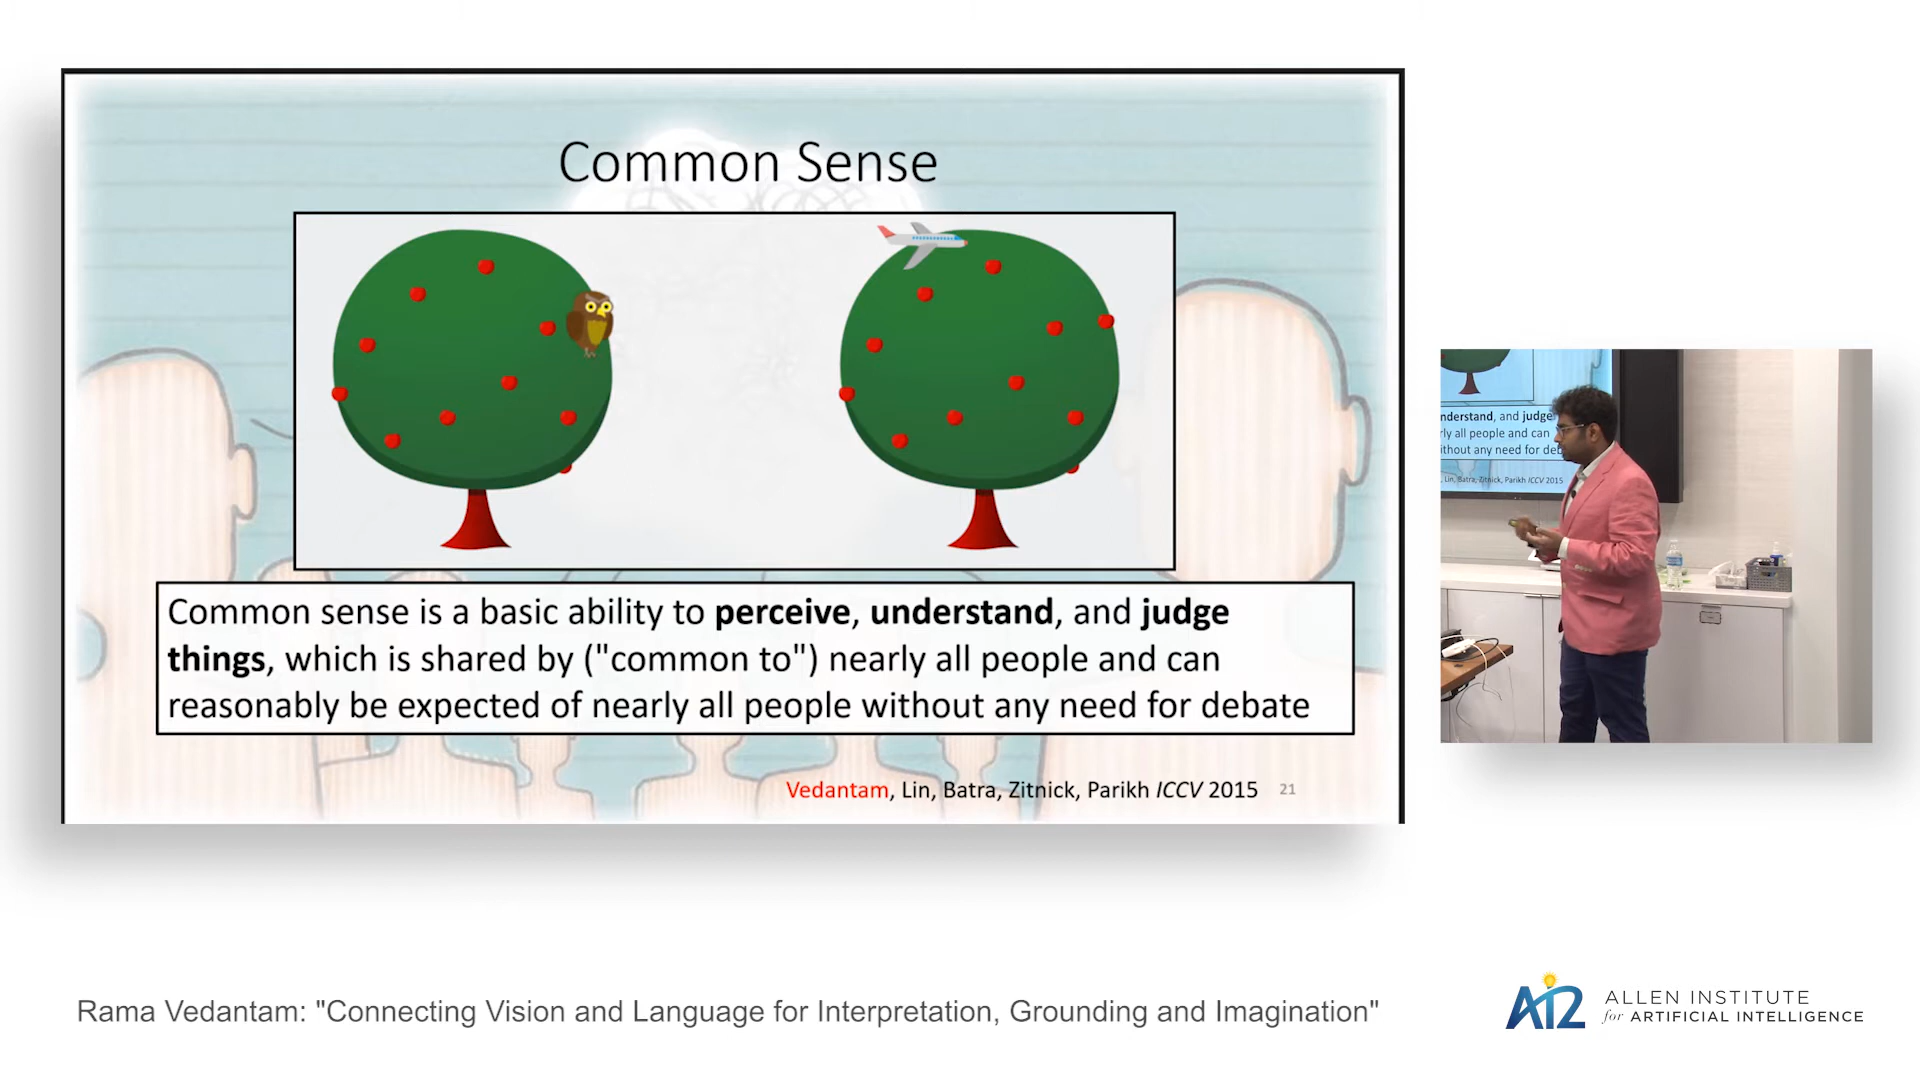 Common Sense
Common sense is a basic ability to perceive, understand, and judge
things, which is shared by ("common to") nearly all people and can
reasonably be expected of nearly all people without any need for debate
Vedantam, Lin, Batra, Zitnick, Parikh ICCV 2015 21
nderstand, and judge
rly all people and can
ithout any need for deb
Lin, Batra, Zitnick, Parikh ICCV 2015
Rama Vedantam: "Connecting Vision and Language for Interpretation, Grounding and Imagination"
AI2 ALLEN INSTITUTE
for ARTIFICIAL INTELLIGENCE